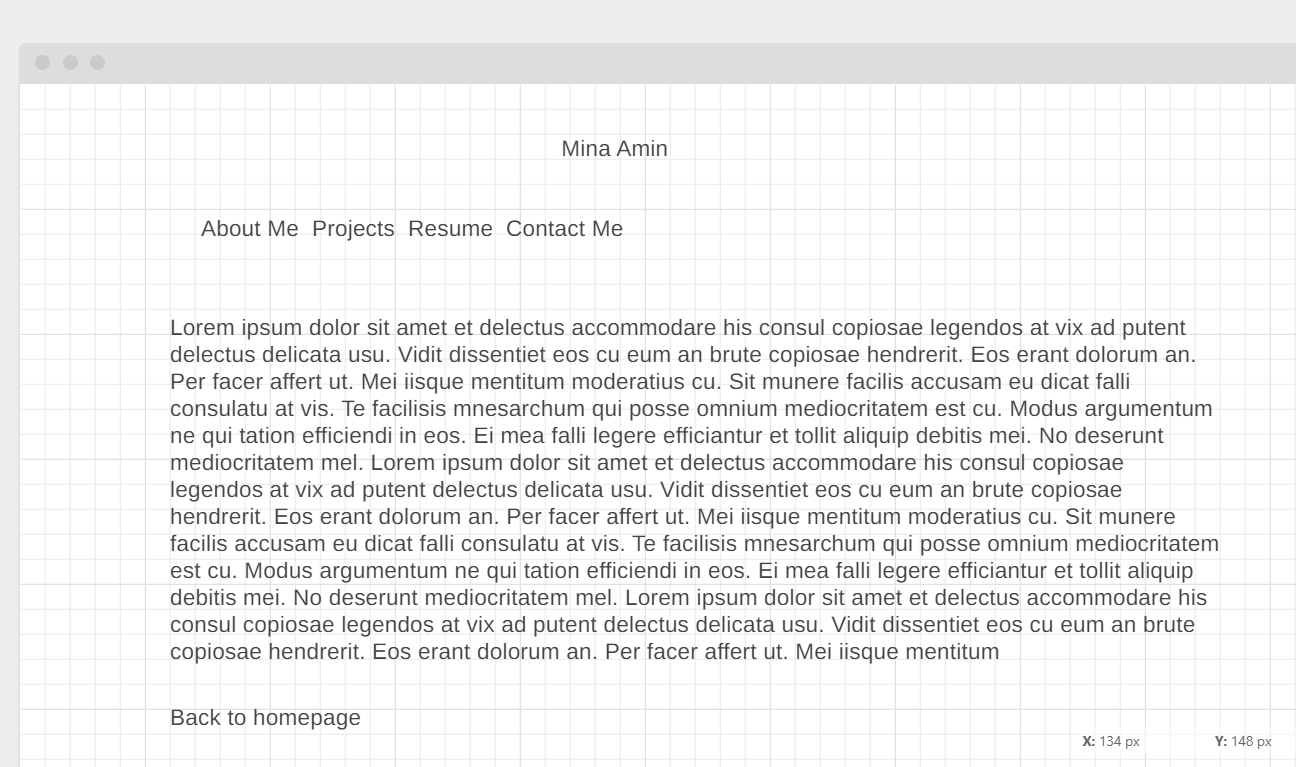 Mina Amin
About Me Projects Resume Contact Me
Lorem ipsum dolor sit amet et delectus accommodare his consul copiosae legendos at vix ad putent
delectus delicata usu. Vidit dissentiet eos cu eum an brute copiosae hendrerit. Eos erant dolorum an.
Per facer affert ut. Mei iisque mentitum moderatius cu. Sit munere facilis accusam eu dicat falli
consulatu at vis. Te facilisis mnesarchum qui posse omnium mediocritatem est cu. Modus argumentum
ne qui tation efficiendi in eos. Ei mea falli legere efficiantur et tollit aliquip debitis mei. No deserunt
mediocritatem mel. Lorem ipsum dolor sit amet et delectus accommodare his consul copiosae
legendos at vix ad putent delectus delicata usu. Vidit dissentiet eos cu eum an brute copiosae
hendrerit. Eos erant dolorum an. Per facer affert ut. Mei iisque mentitum moderatius cu. Sit munere
facilis accusam eu dicat falli consulatu at vis. Te facilisis mnesarchum qui posse omnium mediocritatem
est cu. Modus argumentum ne qui tation efficiendi in eos. Ei mea falli legere efficiantur et tollit aliquip
debitis mei. No deserunt mediocritatem mel. Lorem ipsum dolor sit amet et delectus accommodare his
consul copiosae legendos at vix ad putent delectus delicata usu. Vidit dissentiet eos cu eum an brute
copiosae hendrerit. Eos erant dolorum an. Per facer affert ut. Mei iisque mentitum
Back to homepage
X: 134 px Y: 148 px